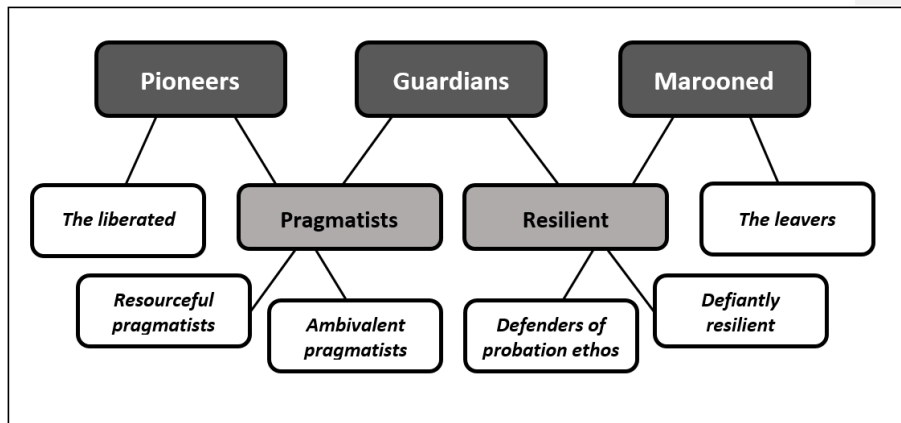 Pioneers
Guardians
Marooned
The liberated
Pragmatists
Resilient
The leavers
Resourceful
pragmatists
Ambivalent
pragmatists
Defenders of
probation ethos
Defiantly
resilient